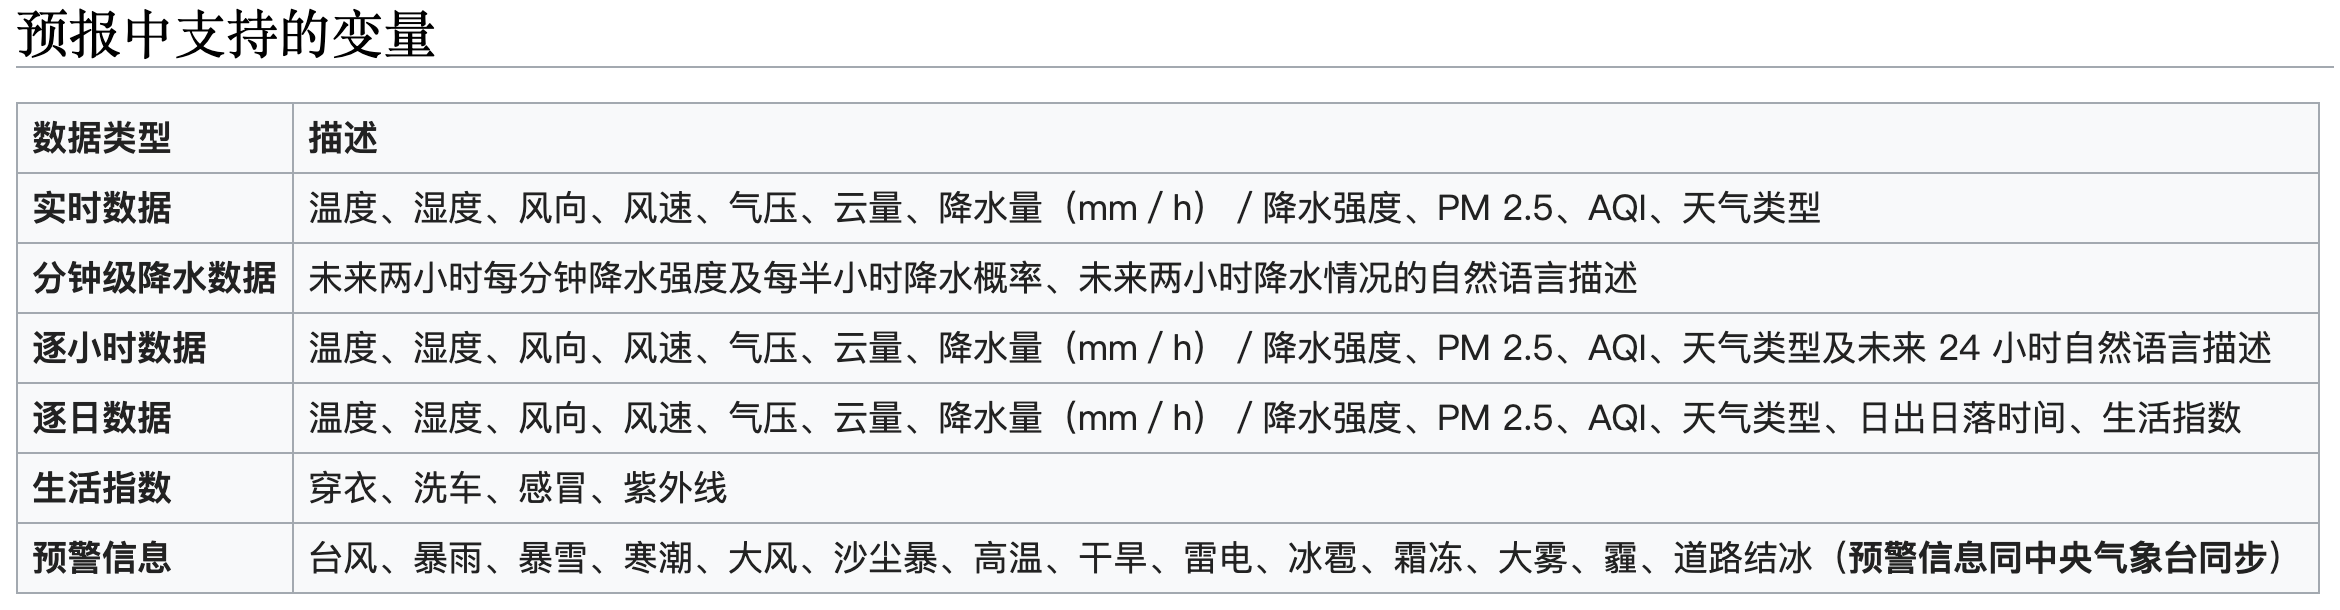 预报中支持的变量
数据类型 描述
实时数据 温度、湿度、风向、风速、气压、云量、降水量（mm / h） / 降水强度、PM 2.5、AQI、天气类型
分钟级降水数据 未来两小时每分钟降水强度及每半小时降水概率、未来两小时降水情况的自然语言描述
逐小时数据 温度、湿度、风向、风速、气压、云量、降水量（mm / h） / 降水强度、PM 2.5、AQI、天气类型及未来 24 小时自然语言描述
逐日数据 温度、湿度、风向、风速、气压、云量、降水量（mm / h） / 降水强度、PM 2.5、AQI、天气类型、日出日落时间、生活指数
生活指数 穿衣、洗车、感冒、紫外线
预警信息 台风、暴雨、暴雪、寒潮、大风、沙尘暴、高温、干旱、雷电、冰雹、霜冻、大雾、霾、道路结冰（预警信息同中央气象台同步）